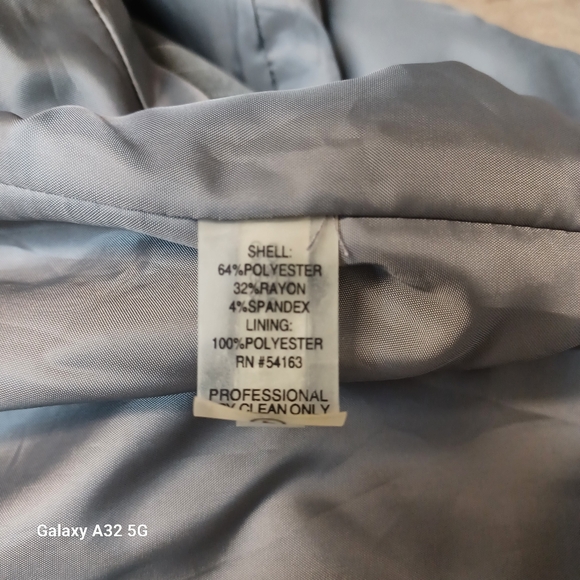 SHELL:
64%POLYESTER
32%RAYON
4%SPANDEX
LINING:
100%POLYESTER
RN #54163
PROFESSIONAL
CLEAN ONLY
Galaxy A32 5G